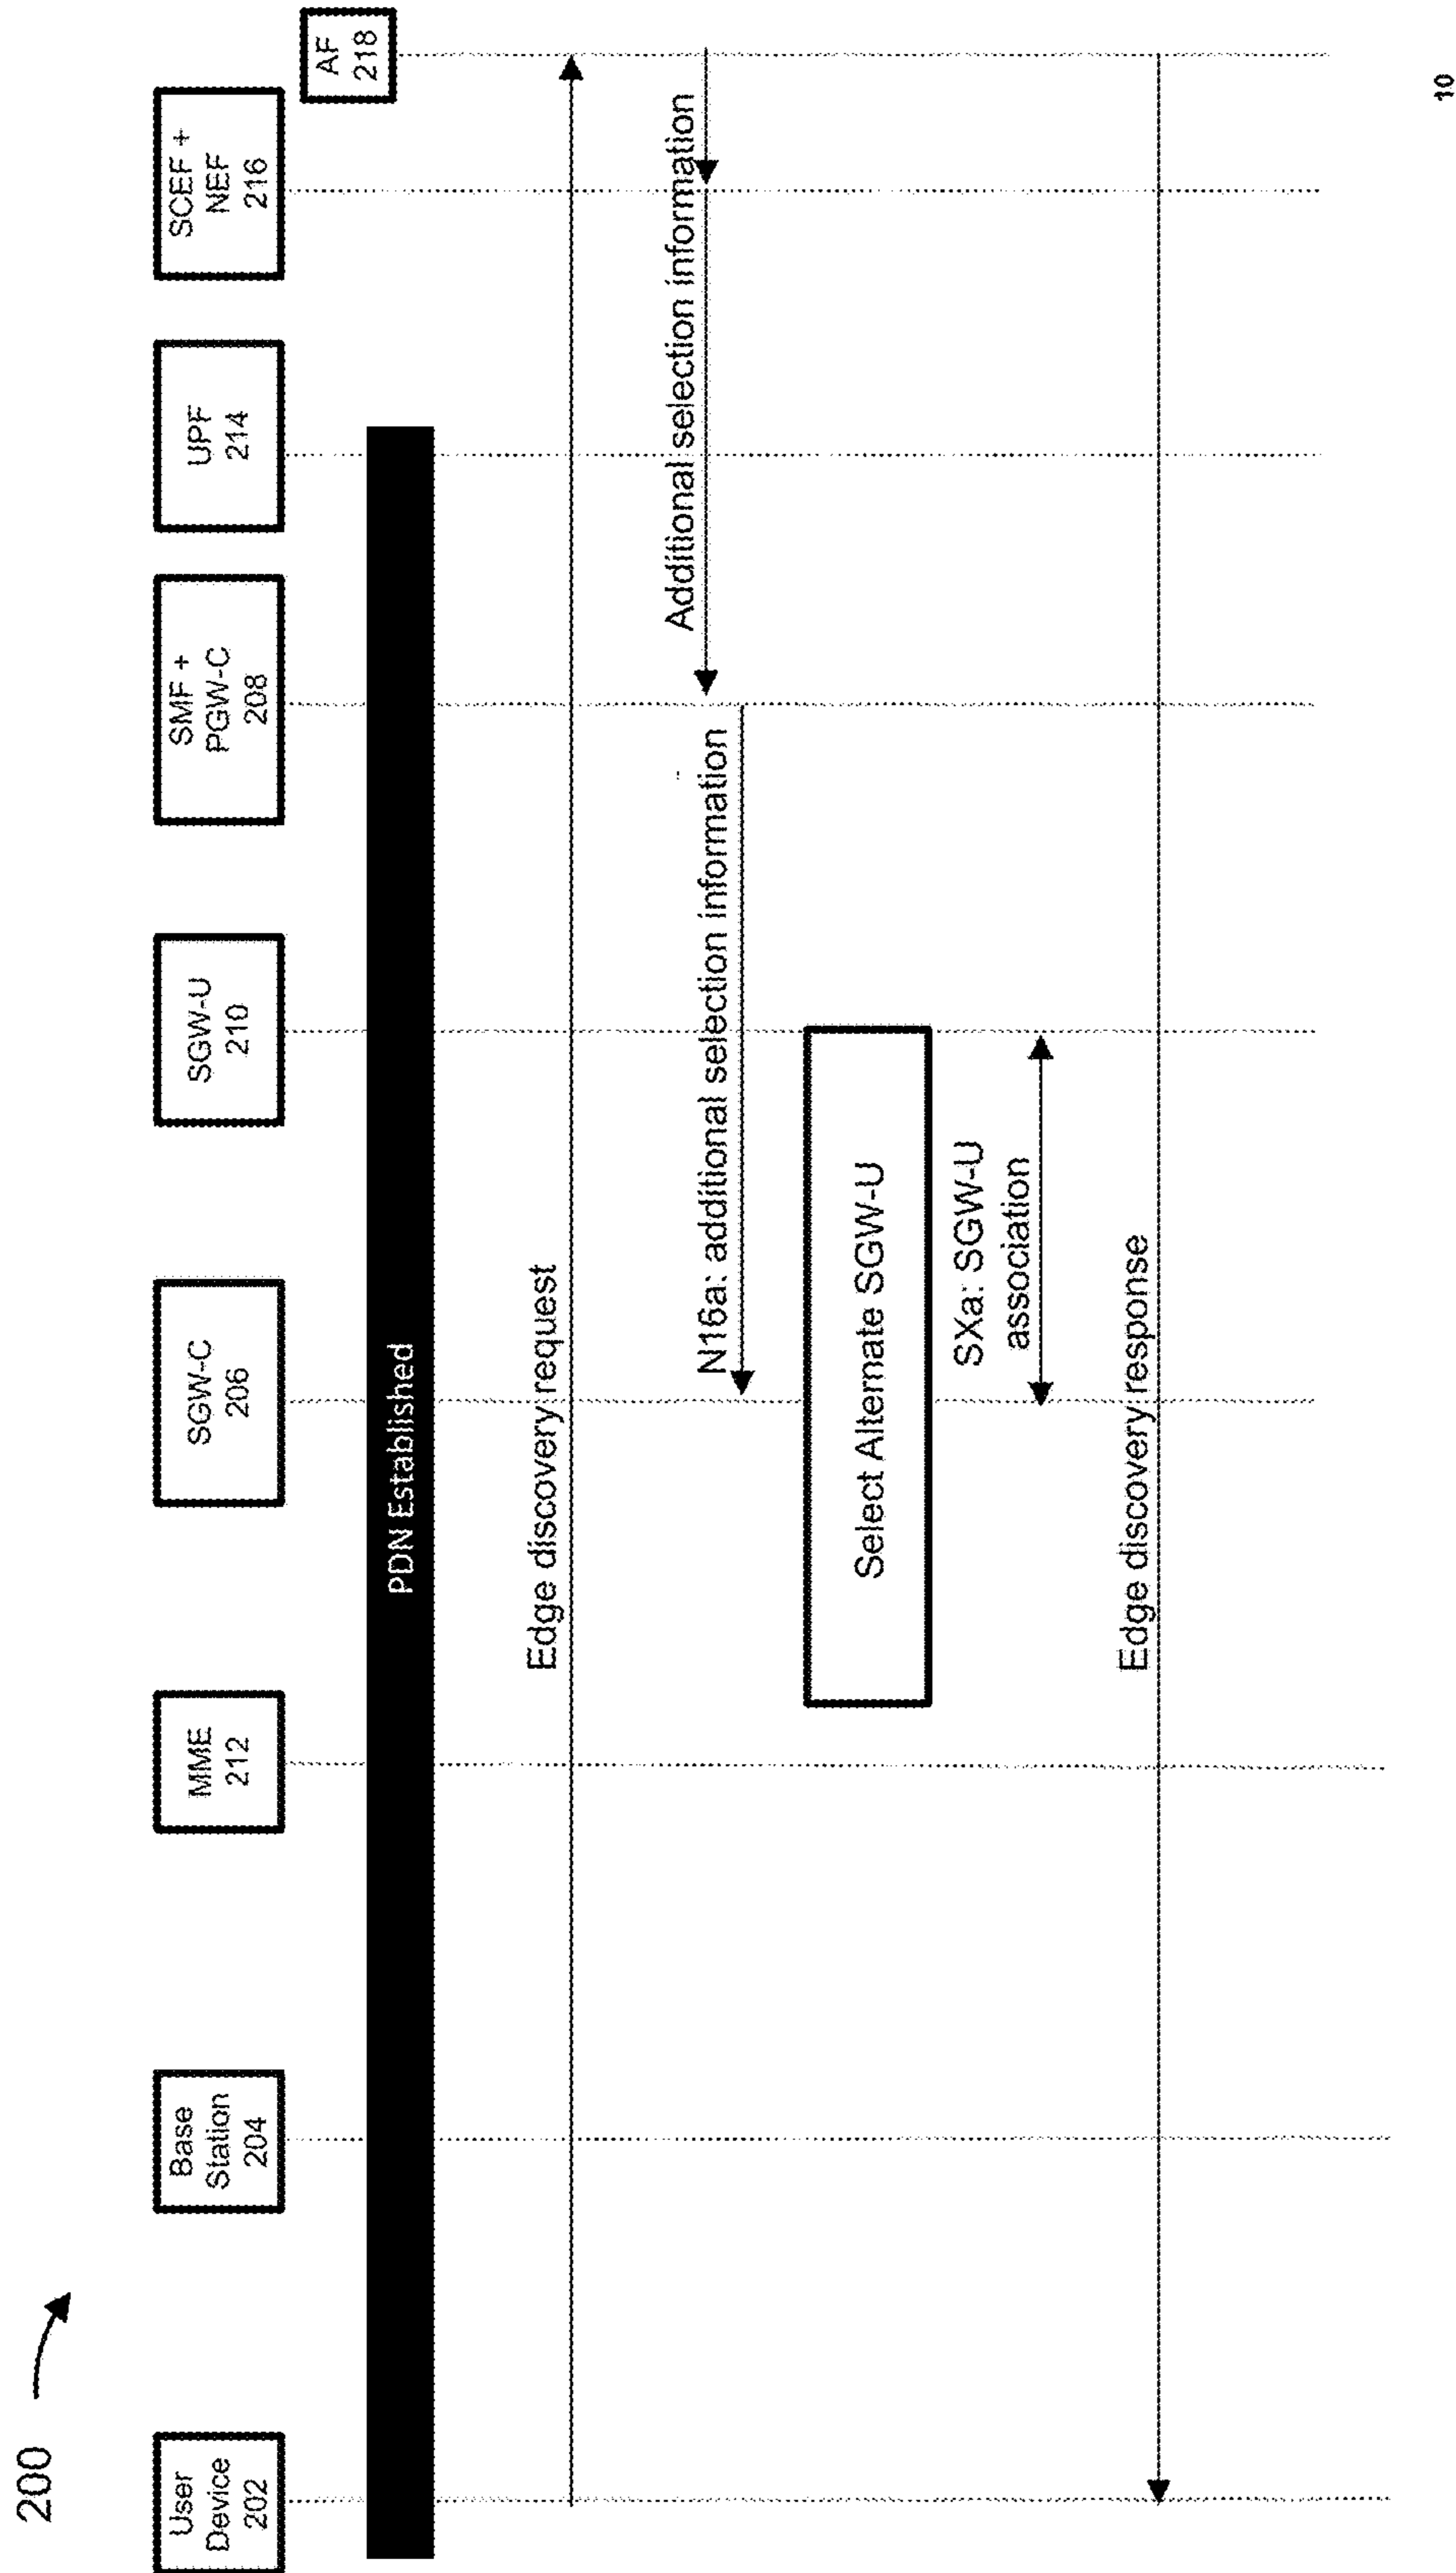 200
User
Device
202
Base
Station
204
MME
212
SGW-C
206
SGW-U
210
SMF +
PGW-C
208
UPF
214
SCEF +
NEF
216
AF
218
PDN Established
Edge discovery request
Additional selection information
N16a: additional selection information
Select Alternate SGW-U
SXa: SGW-U
association
Edge discovery response
10